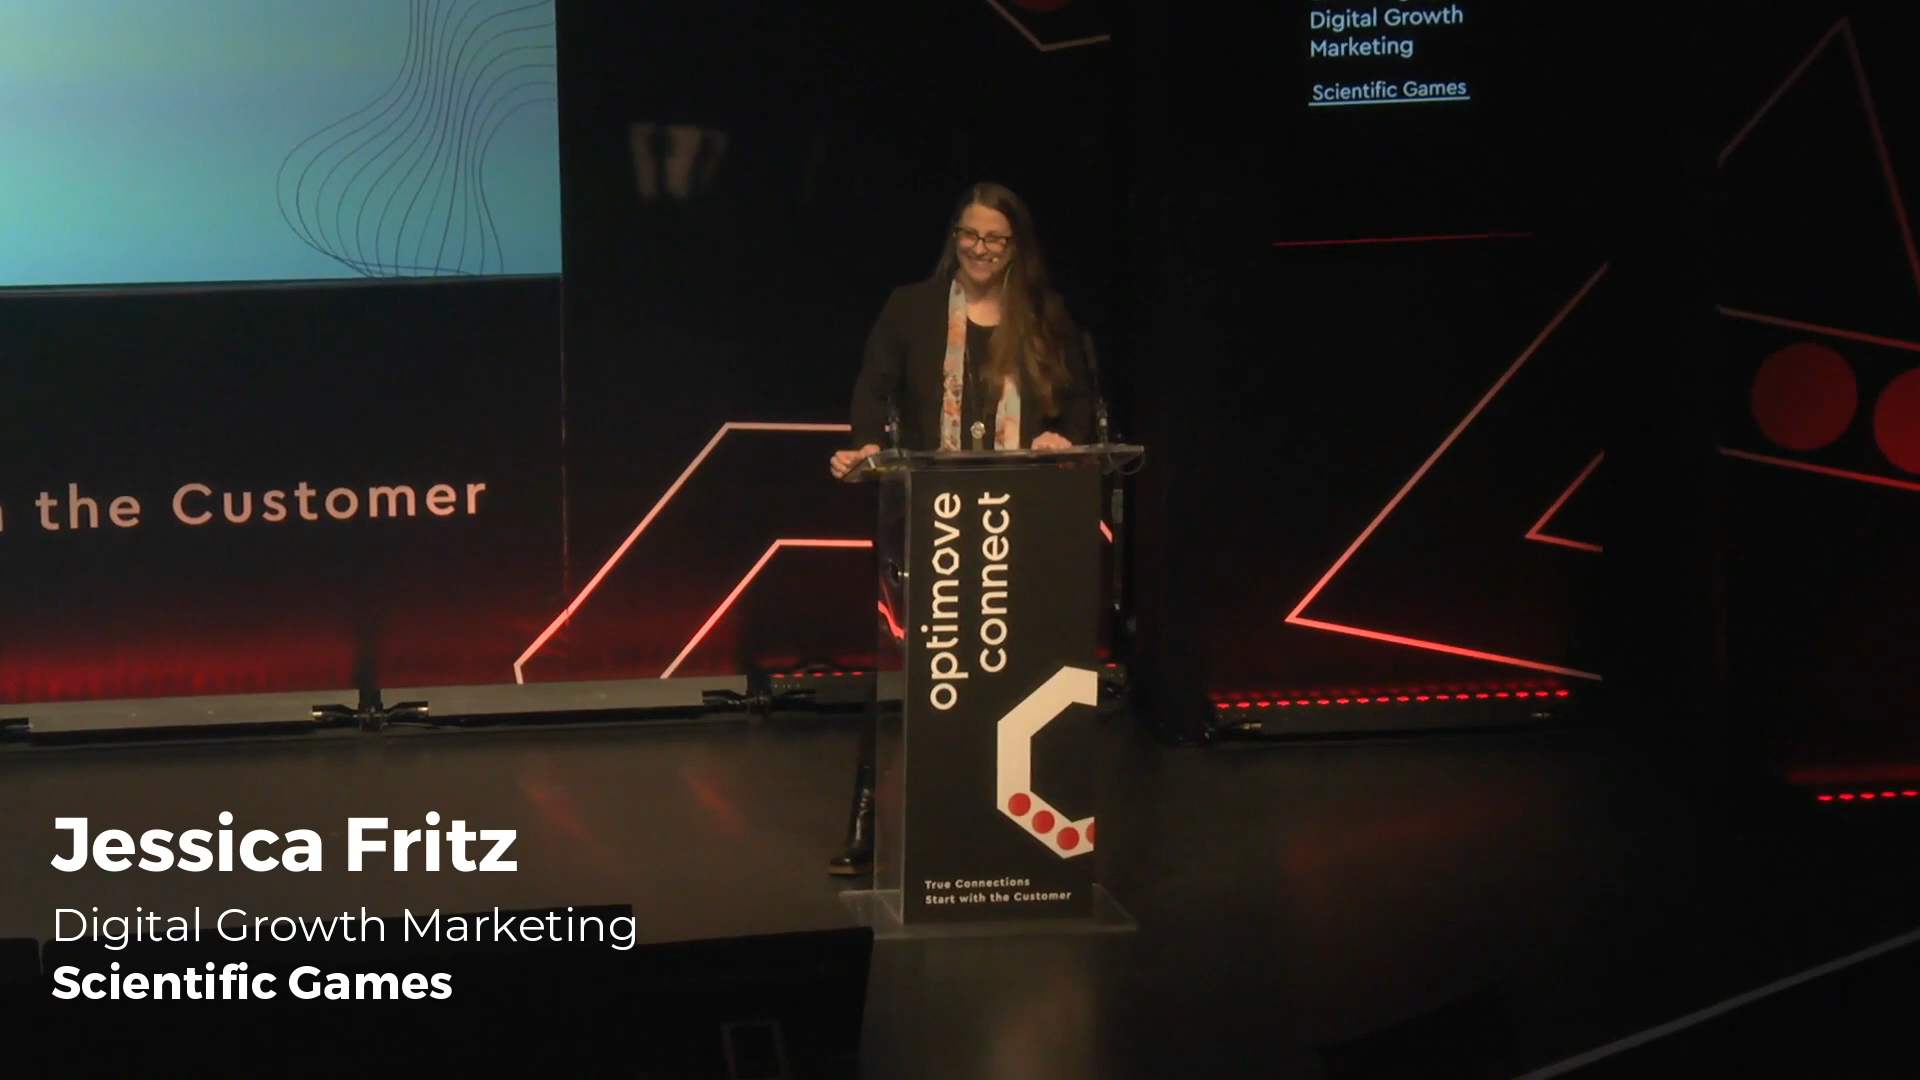 Digital Growth
Marketing
Scientific Games
the Customer
optimove
connect
True Connections
Start with the Customer
Jessica Fritz
Digital Growth Marketing
Scientific Games